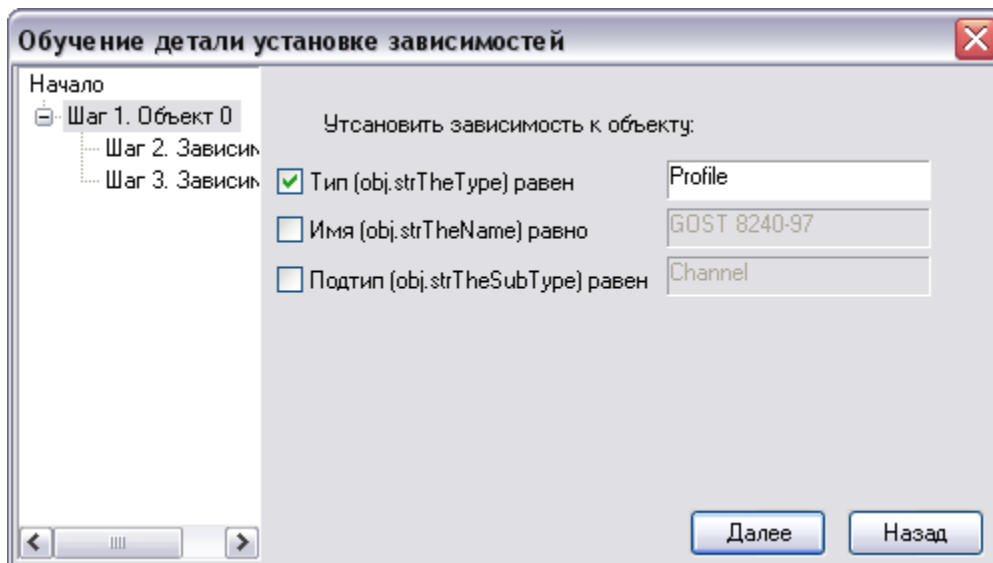 Обучение детали установке зависимостей
Начало
Шаг 1. Объект 0
Шаг 2. Зависим
Шаг 3. Зависим
Утсановить зависимость к объекту:
Тип (obj.strTheType) равен
Profile
Имя (obj.strTheName) равно
GOST 8240-97
Подтип (obj.strTheSubType) равен
Channel
Далее
Назад